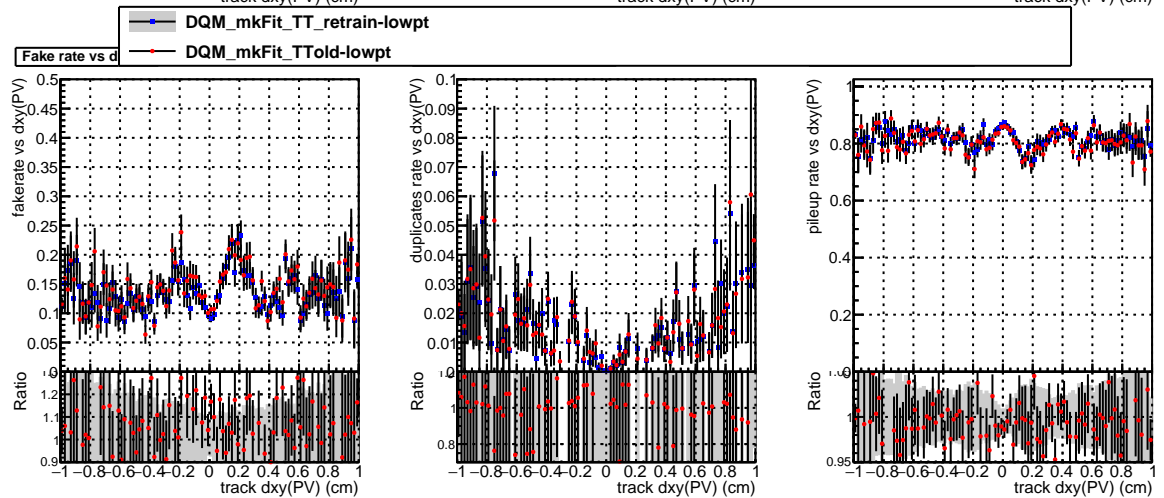 track dxy(PV) (cm) track dxy(PV) (cm) track dxy(PV) (cm)
DQM_mkFit_TT_retrain-lowpt
DQM_mkFit_TTold-lowpt
Fake rate vs d
fakerate vs dxy(PV)
0.5
0.45
0.4
0.35
0.3
0.25
0.2
0.15
0.1
0.05
0
Ratio
1.2
1.1
1
0.9
−1 −0.8 −0.6 −0.4 −0.2 0 0.2 0.4 0.6 0.8 1
track dxy(PV) (cm)
duplicates rate vs dxy(PV)
0.1
0.09
0.08
0.07
0.06
0.05
0.04
0.03
0.02
0.01
Ratio
1
0.8
−1 −0.8 −0.6 −0.4 −0.2 0 0.2 0.4 0.6 0.8 1
track dxy(PV) (cm)
pileup rate vs dxy(PV)
1
0.8
0.6
0.4
0.2
Ratio
1
0.95
−1 −0.8 −0.6 −0.4 −0.2 0 0.2 0.4 0.6 0.8 1
track dxy(PV) (cm)